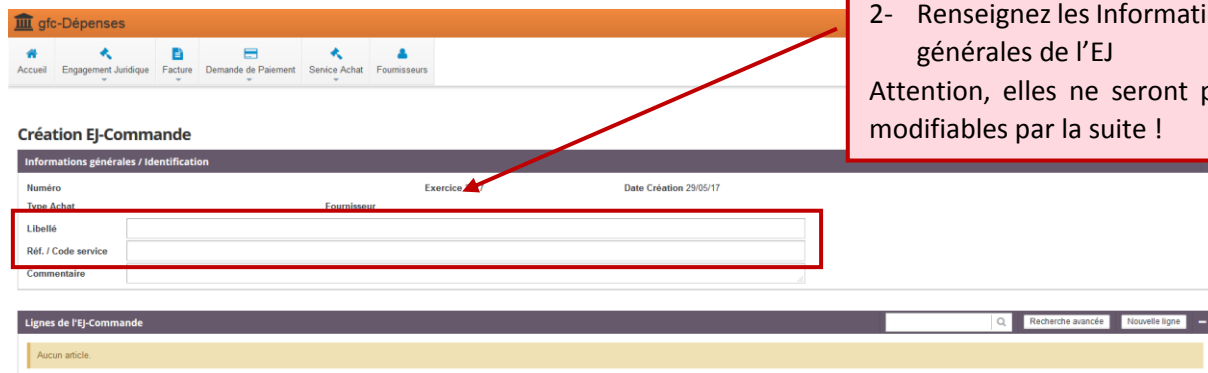 gfc-Dépenses
Accueil Engagement Juridique Facture Demande de Paiement Service Achat Fournisseurs
2- Renseignez les
générales de l'EJ
Attention, elles ne seront
modifiables par la suite !
Création EJ-Commande
Informations générales / Identification
Numéro Exercice Date Création 29/05/17
Type Achat Fournisseur
Libellé
Réf. / Code service
Commentaire
Lignes de l'EJ-Commande Recherche avancée Nouvelle ligne
Aucun article.